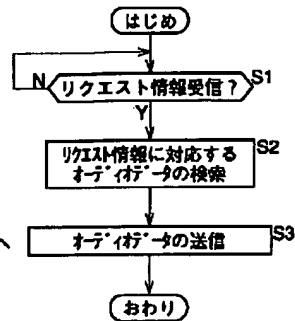 はじめ
N リクエスト情報受信? S1
Y
リクエスト情報に対応する S2
オーディオデータの検索
オーディオデータの送信 S3
おわり